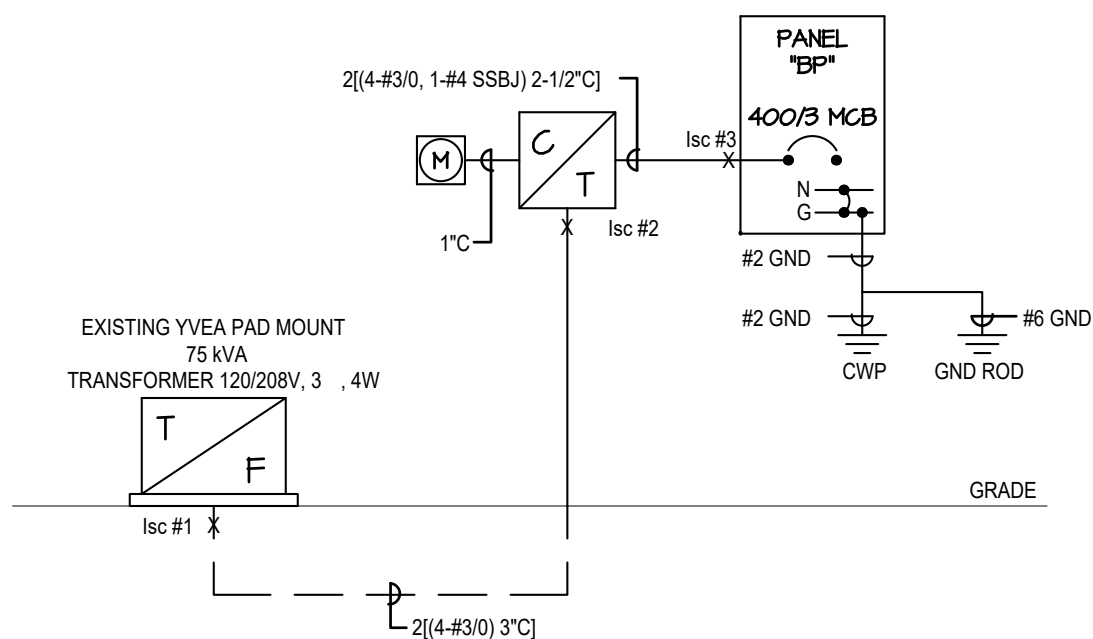 PANEL
"BP"
400/3 MCB
2[(4-#3/0, 1-#4 SSBJ) 2-1/2"C]
Isc #3
M
C
T
N
G
1"C
Isc #2
#2 GND
#2 GND
#6 GND
CWP
GND ROD
EXISTING YVEA PAD MOUNT
75 kVA
TRANSFORMER 120/208V, 3 , 4W
T
F
GRADE
Isc #1
2[(4-#3/0) 3"C]